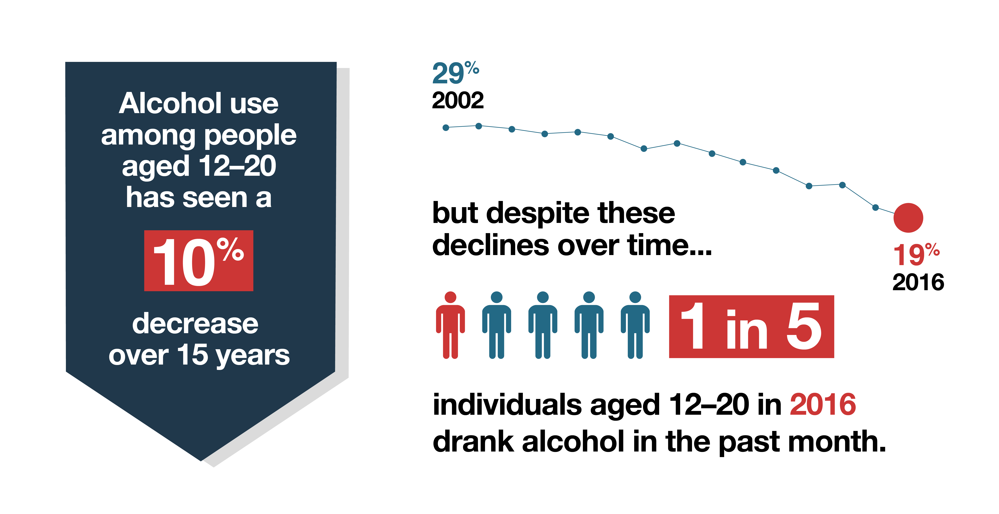 Alcohol use
among people
aged 12–20
has seen a
10%
decrease
over 15 years
29%
2002
19%
2016
but despite these
declines over time...
1 in 5
individuals aged 12–20 in 2016
drank alcohol in the past month.